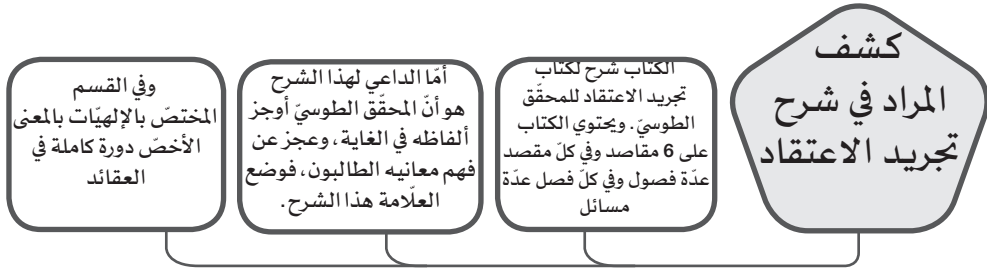 كشف
المراد في شرح
تجريد الاعتقاد
الكتاب شرح لكتاب
تجريد الاعتقاد للمحقّق
الطوسيّ. ويحتوي الكتاب
على 6 مقاصد وفي كلّ مقصد
عدّة فصول وفي كلّ فصل عدّة
مسائل
أمّا الداعي لهذا الشرح
هو أنّ المحقّق الطوسيّ أوجز
ألفاظه في الغاية، وعجز عن
فهم معانيه الطالبون، فوضع
العلّامة هذا الشرح.
وفي القسم
المختصّ بالإلهيّات بالمعنى
الأخصّ دورة كاملة في
العقائد